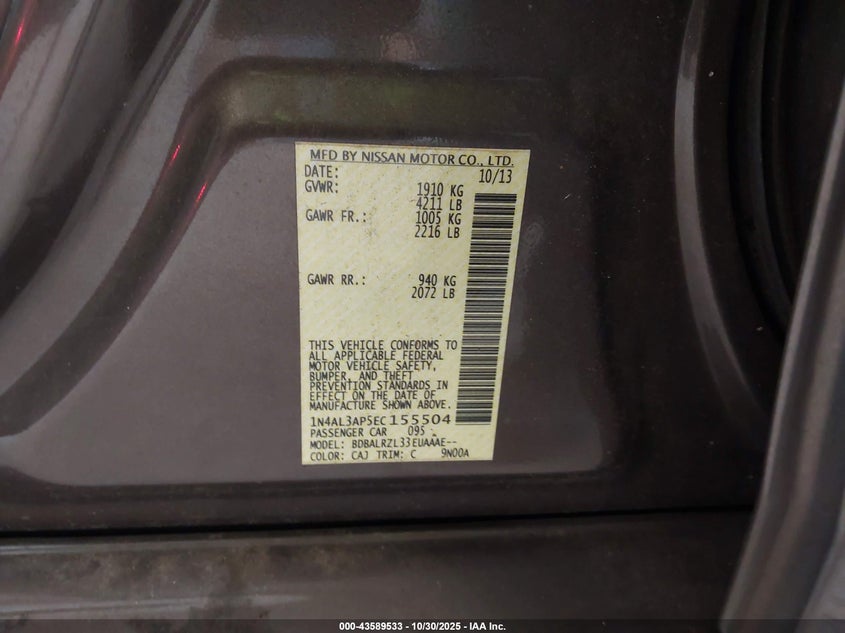 MFD BY NISSAN MOTOR CO., LTD.
DATE: 10/13
GVWR: 1910 KG
4211 LB
GAWR FR.: 1005 KG
2216 LB
GAWR RR.: 940 KG
2072 LB
THIS VEHICLE CONFORMS TO
ALL APPLICABLE FEDERAL
MOTOR VEHICLE SAFETY,
BUMPER, AND THEFT
PREVENTION STANDARDS IN
EFFECT ON THE DATE OF
MANUFACTURE SHOWN ABOVE.
1N4AL3AP5EC155504
PASSENGER CAR 095
MODEL: BDBALRZL33EUAAAE--
COLOR: CAJ TRIM: C 9N00A
000-43589533 - 10/30/2025 - IAA Inc.